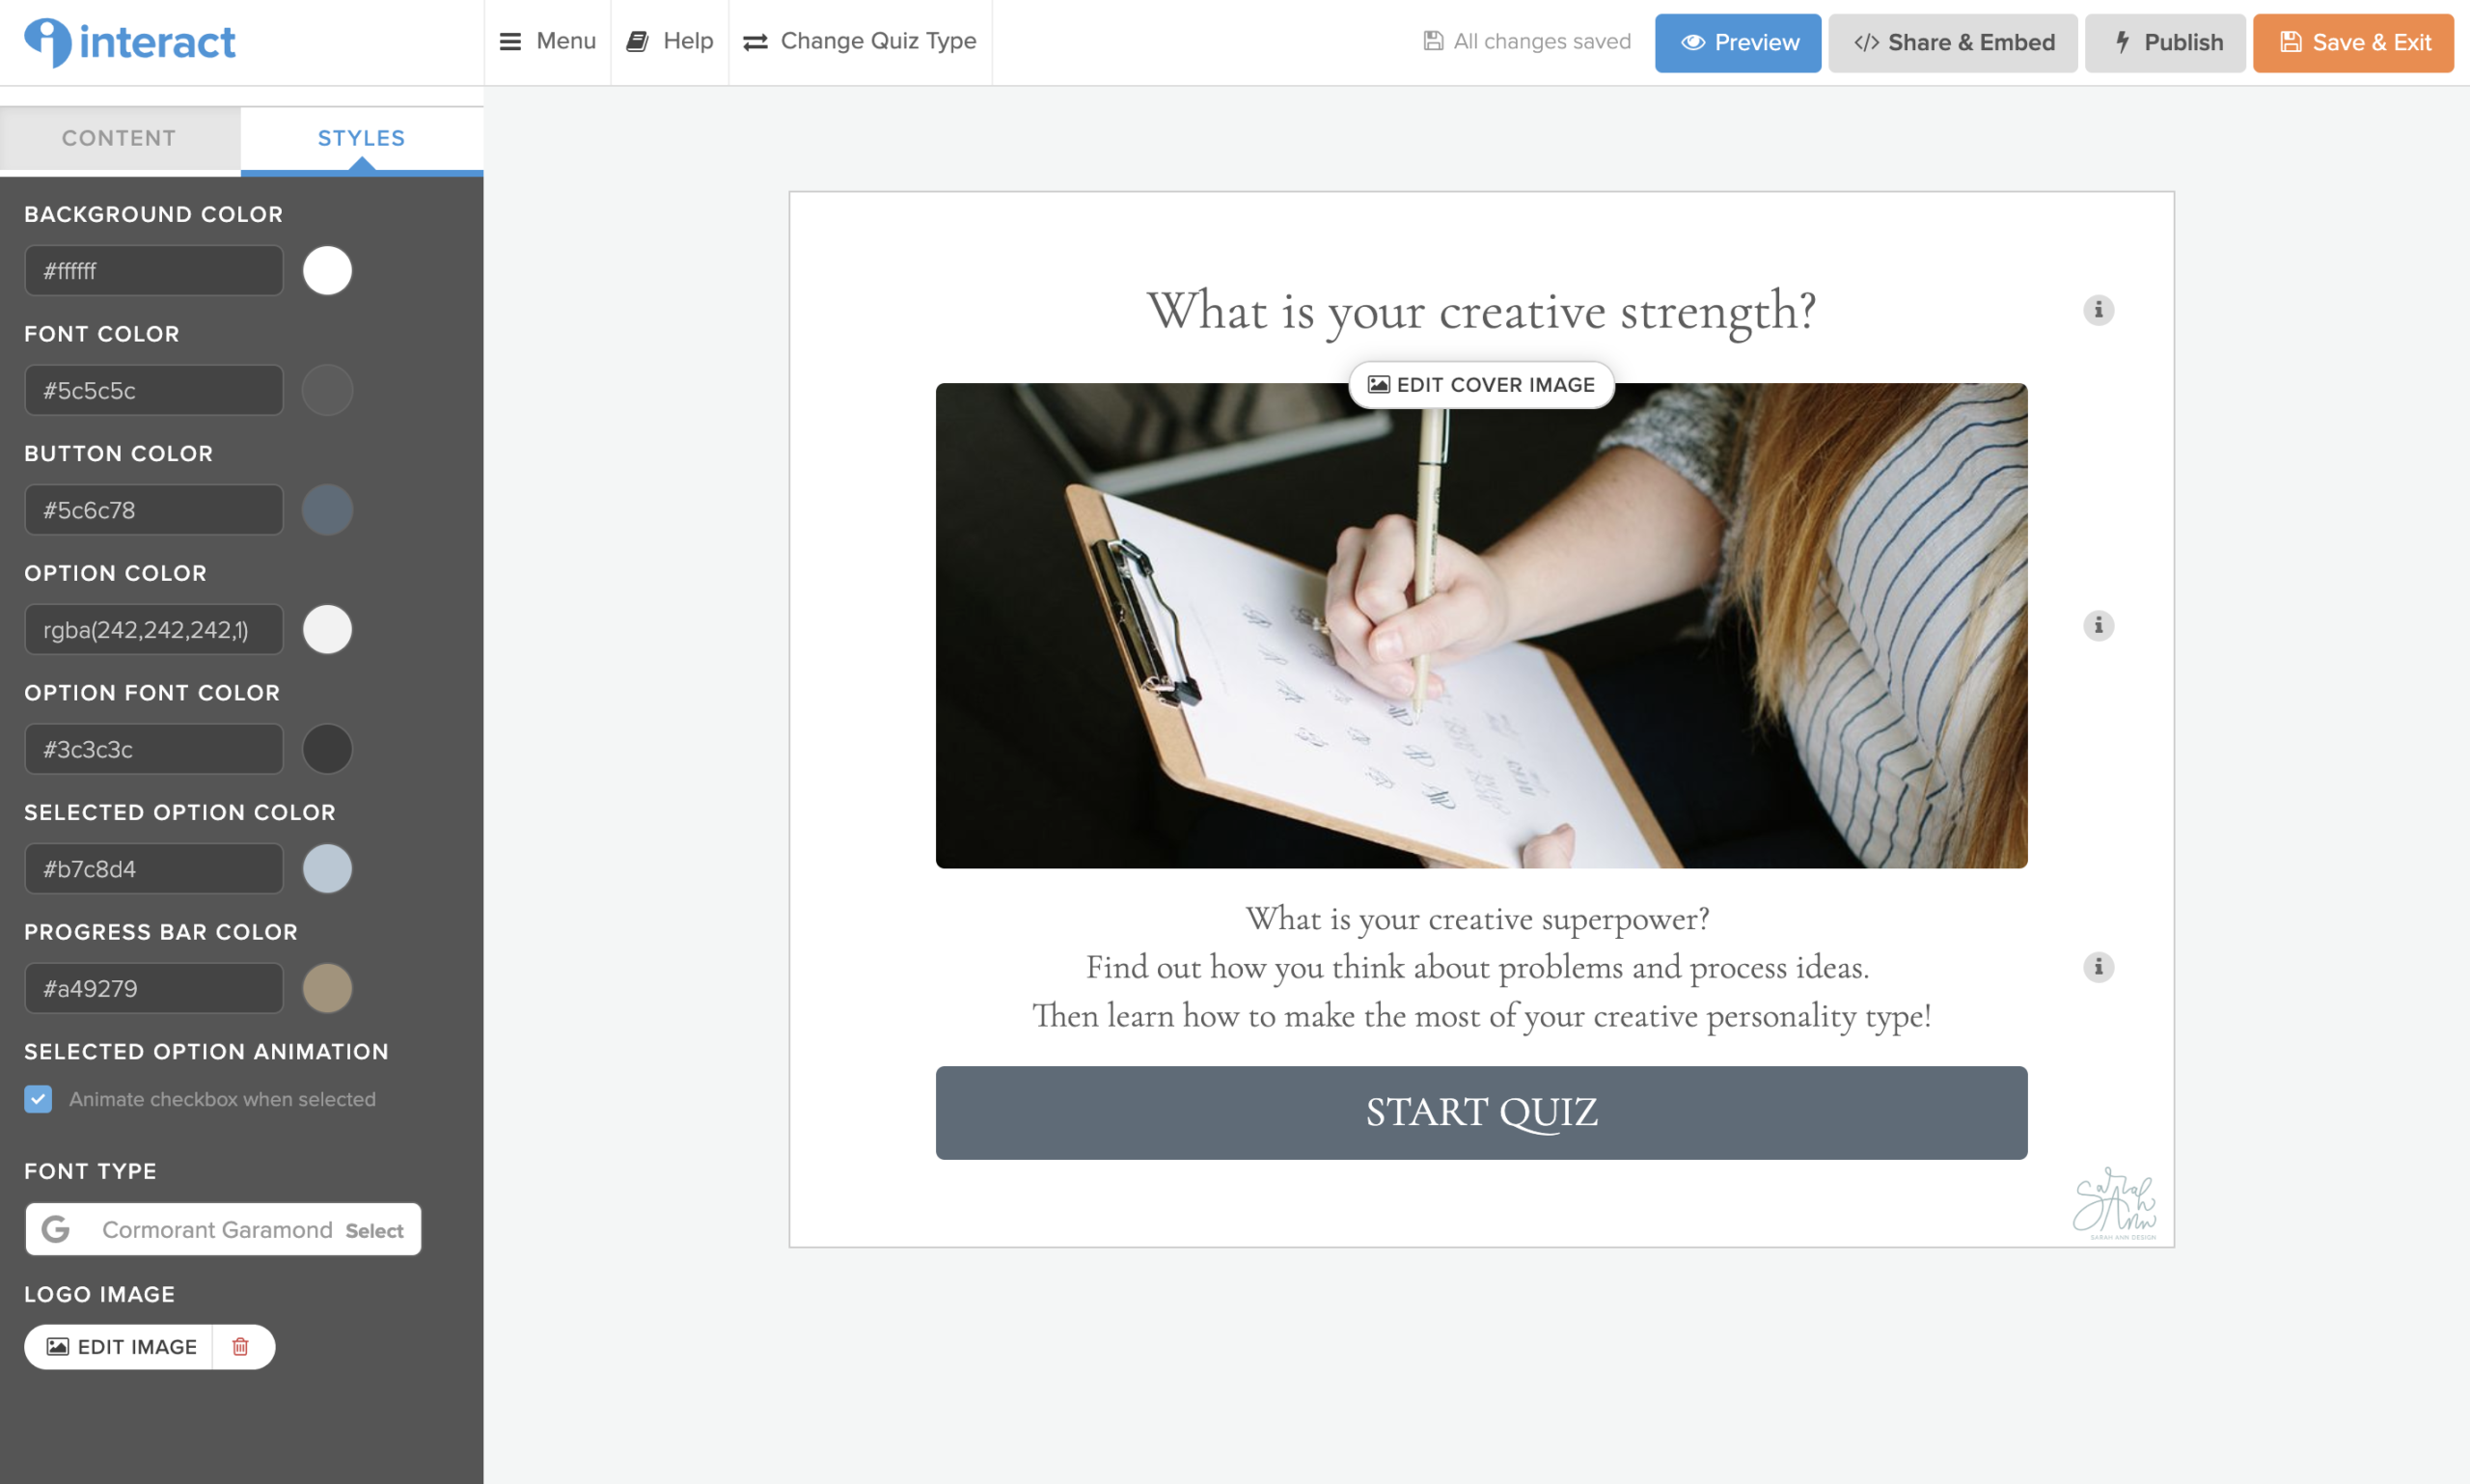 interact
Menu
Help
Change Quiz Type
All changes saved
Preview
</> Share & Embed
Publish
Save & Exit
CONTENT
STYLES
BACKGROUND COLOR
#ffffff
FONT COLOR
#5c5c5c
BUTTON COLOR
#5c6c78
OPTION COLOR
rgba(242,242,242,1)
OPTION FONT COLOR
#3c3c3c
SELECTED OPTION COLOR
#b7c8d4
PROGRESS BAR COLOR
#a49279
SELECTED OPTION ANIMATION
Animate checkbox when selected
FONT TYPE
G Cormorant Garamond Select
LOGO IMAGE
EDIT IMAGE
What is your creative strength?
EDIT COVER IMAGE
What is your creative superpower?
Find out how you think about problems and process ideas.
Then learn how to make the most of your creative personality type!
START QUIZ
Sarah
Ann
SARAH ANN DESIGN